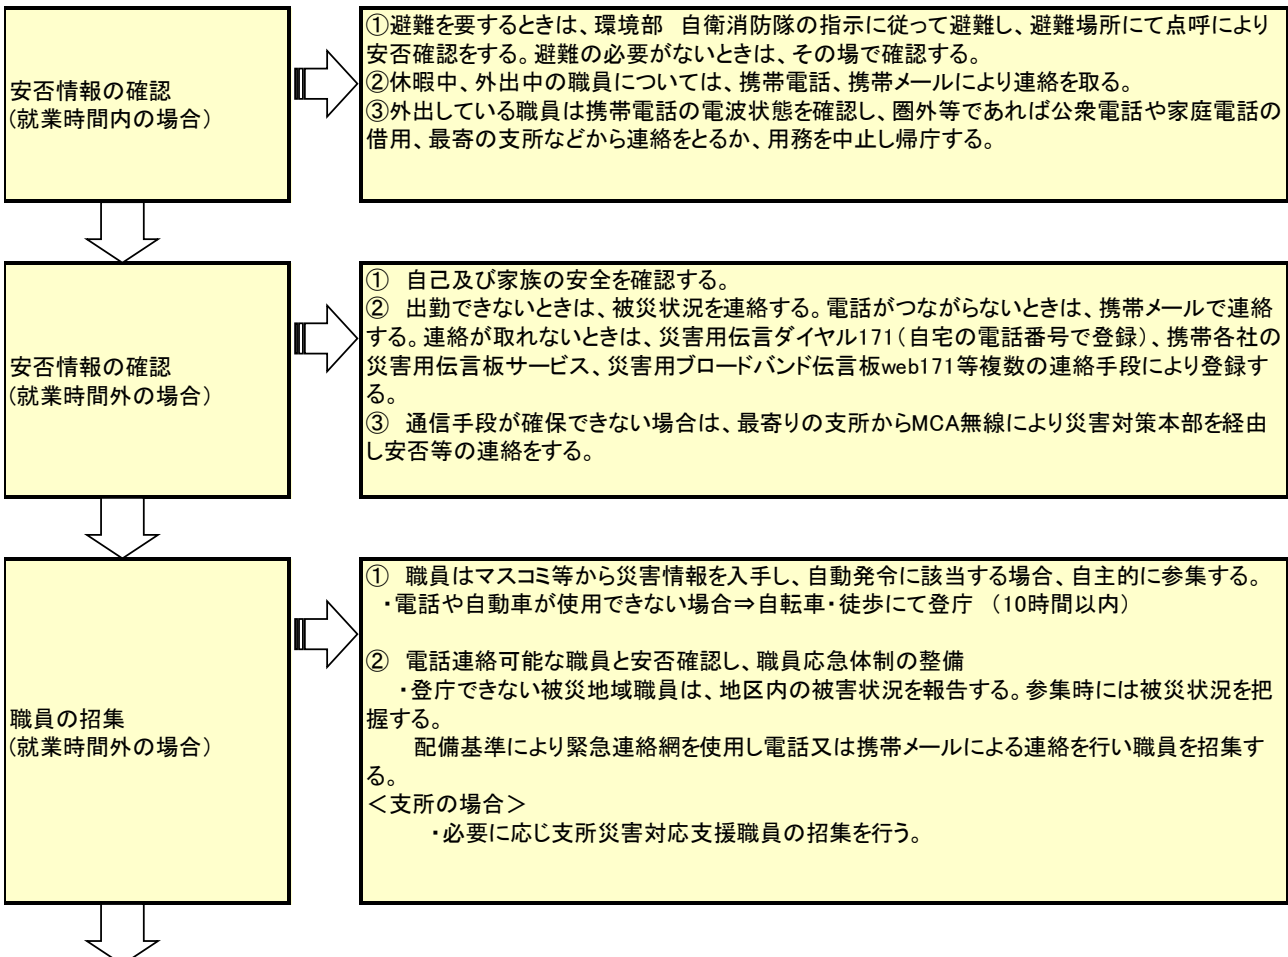 安否情報の確認
(就業時間内の場合)
①避難を要するときは、環境部　自衛消防隊の指示に従って避難し、避難場所にて点呼により
安否確認をする。避難の必要がないときは、その場で確認する。
②休暇中、外出中の職員については、携帯電話、携帯メールにより連絡を取る。
③外出している職員は携帯電話の電波状態を確認し、圏外等であれば公衆電話や家庭電話の
借用、最寄の支所などから連絡をとるか、用務を中止し帰庁する。
安否情報の確認
(就業時間外の場合)
①　自己及び家族の安全を確認する。
②　出勤できないときは、被災状況を連絡する。電話がつながらないときは、携帯メールで連絡
する。連絡が取れないときは、災害用伝言ダイヤル171(自宅の電話番号で登録)、携帯各社の
災害用伝言板サービス、災害用ブロードバンド伝言板web171等複数の連絡手段により登録す
る。
③　通信手段が確保できない場合は、最寄りの支所からMCA無線により災害対策本部を経由
し安否等の連絡をする。
職員の招集
(就業時間外の場合)
①　職員はマスコミ等から災害情報を入手し、自動発令に該当する場合、自主的に参集する。
・電話や自動車が使用できない場合⇒自転車・徒歩にて登庁　(10時間以内)
②　電話連絡可能な職員と安否確認し、職員応急体制の整備
・登庁できない被災地域職員は、地区内の被害状況を報告する。参集時には被災状況を把
握する。
配備基準により緊急連絡網を使用し電話又は携帯メールによる連絡を行い職員を招集す
る。
＜支所の場合＞
・必要に応じ支所災害対応支援職員の招集を行う。